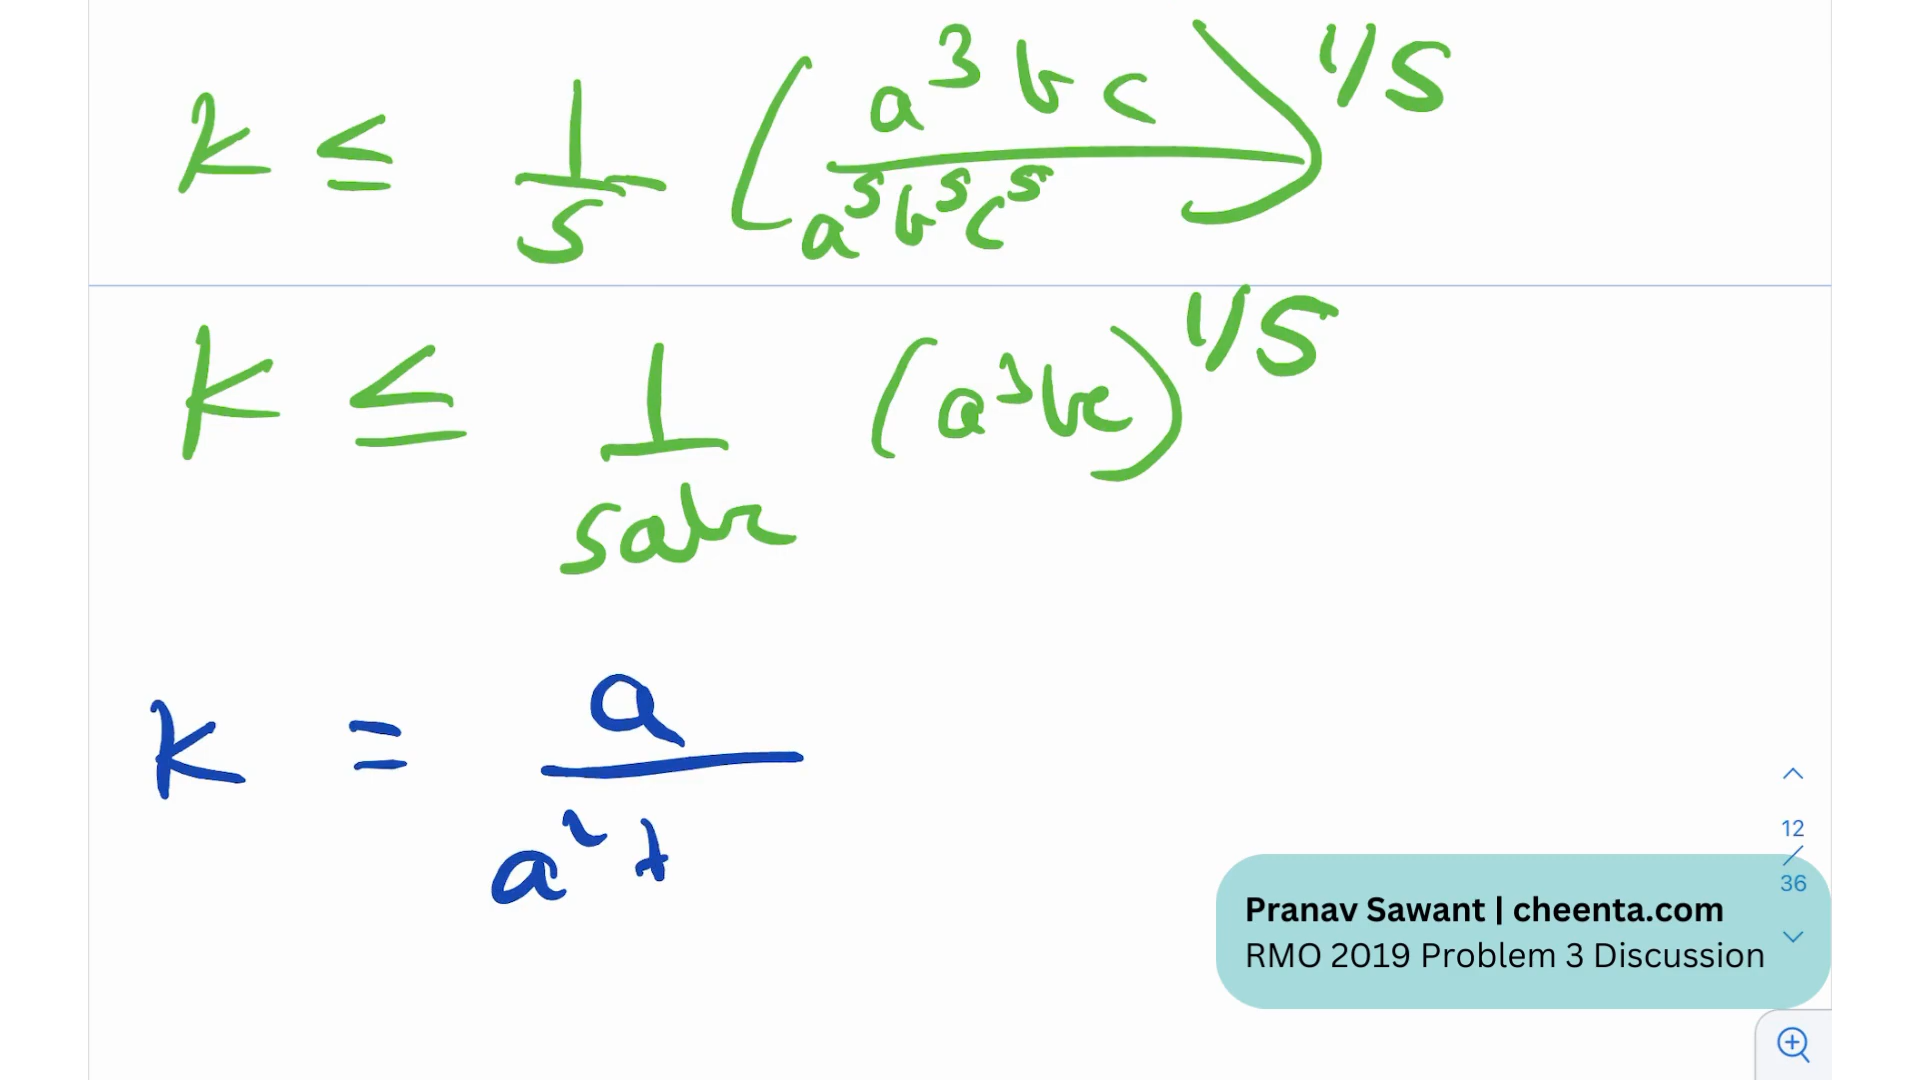 k ≤ 1/5 (a³bc / a⁵b⁵c⁵)^1/5
k ≤ 1/5abc (a³bc)^1/5
k = a / a² +
12
/
36
Pranav Sawant | cheenta.com
RMO 2019 Problem 3 Discussion